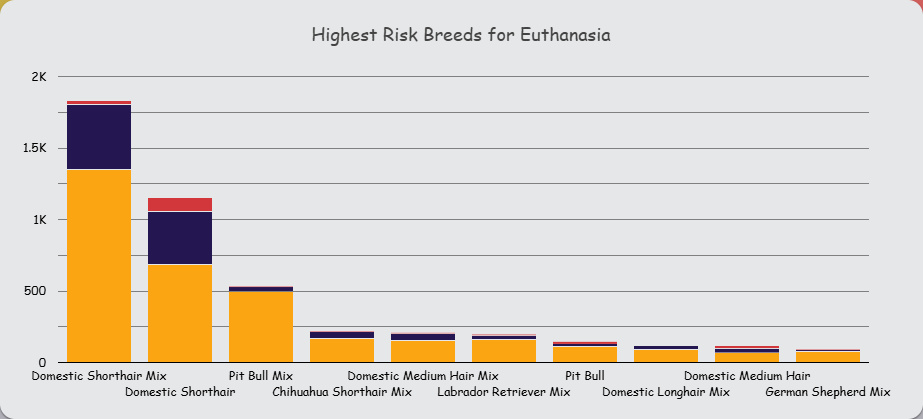 Highest Risk Breeds for Euthanasia
2K
1.5K
1K
500
0
Domestic Shorthair Mix Pit Bull Mix Domestic Medium Hair Mix Pit Bull Domestic Medium Hair
Domestic Shorthair Chihuahua Shorthair Mix Labrador Retriever Mix Domestic Longhair Mix German Shepherd Mix